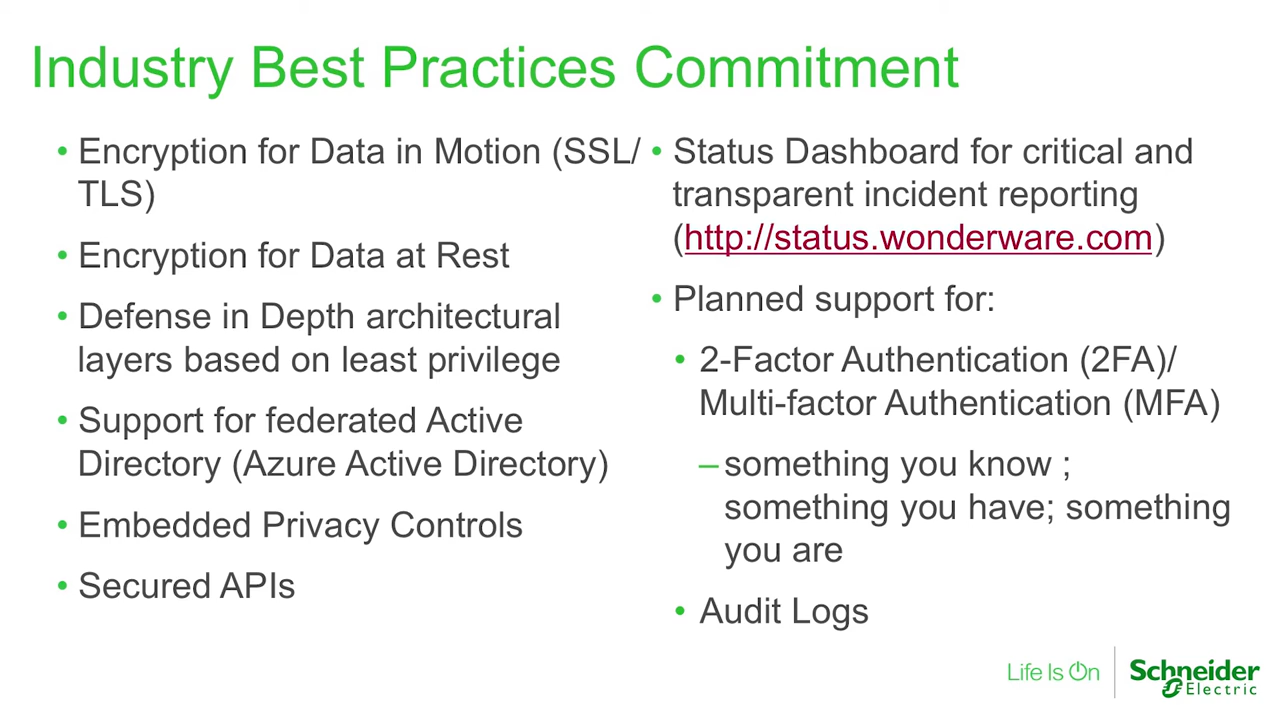 Industry Best Practices Commitment
• Encryption for Data in Motion (SSL/
TLS)
• Encryption for Data at Rest
• Defense in Depth architectural
layers based on least privilege
• Support for federated Active
Directory (Azure Active Directory)
• Embedded Privacy Controls
• Secured APIs
• Status Dashboard for critical and
transparent incident reporting
(http://status.wonderware.com)
• Planned support for:
• 2-Factor Authentication (2FA)/
Multi-factor Authentication (MFA)
– something you know ;
something you have; something
you are
• Audit Logs
Life Is On
Schneider
Electric